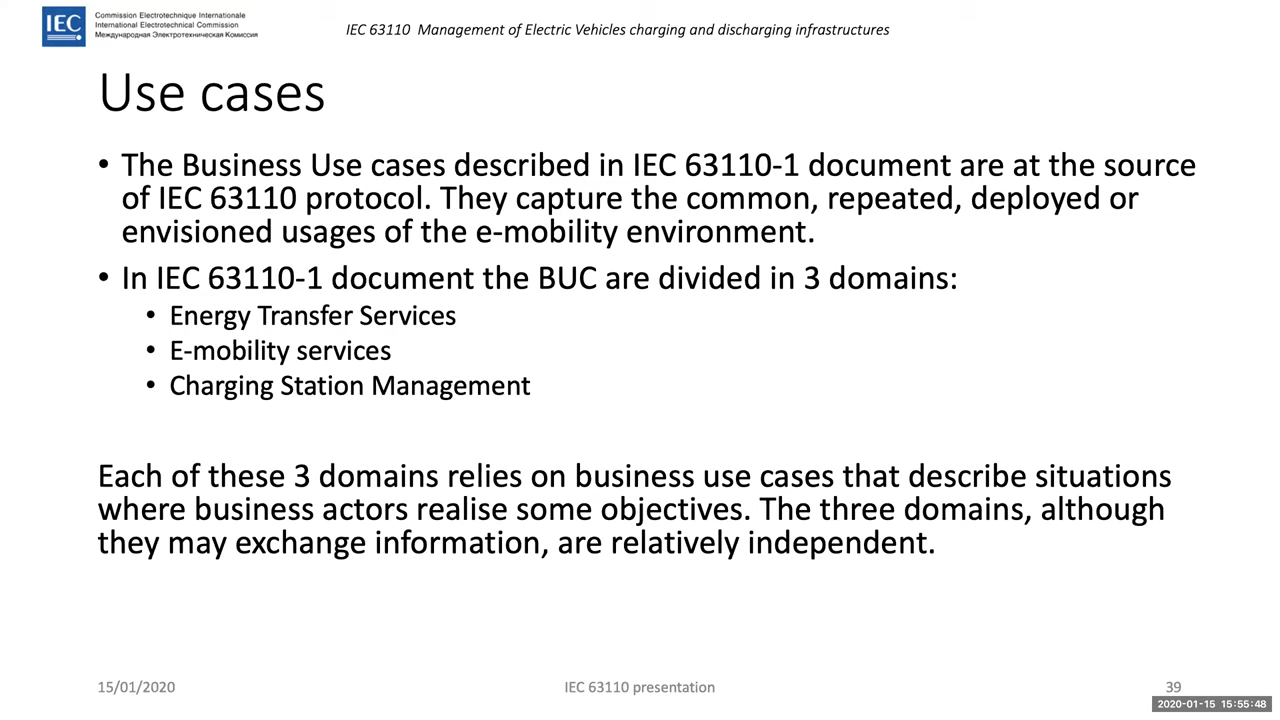 IEC
Commission Electrotechnique Internationale
International Electrotechnical Commission
Международная Электротехническая Комиссия
IEC 63110 Management of Electric Vehicles charging and discharging infrastructures
Use cases
• The Business Use cases described in IEC 63110-1 document are at the source
of IEC 63110 protocol. They capture the common, repeated, deployed or
envisioned usages of the e-mobility environment.
• In IEC 63110-1 document the BUC are divided in 3 domains:
• Energy Transfer Services
• E-mobility services
• Charging Station Management
Each of these 3 domains relies on business use cases that describe situations
where business actors realise some objectives. The three domains, although
they may exchange information, are relatively independent.
15/01/2020
IEC 63110 presentation
39
2020-01-15 15:55:48